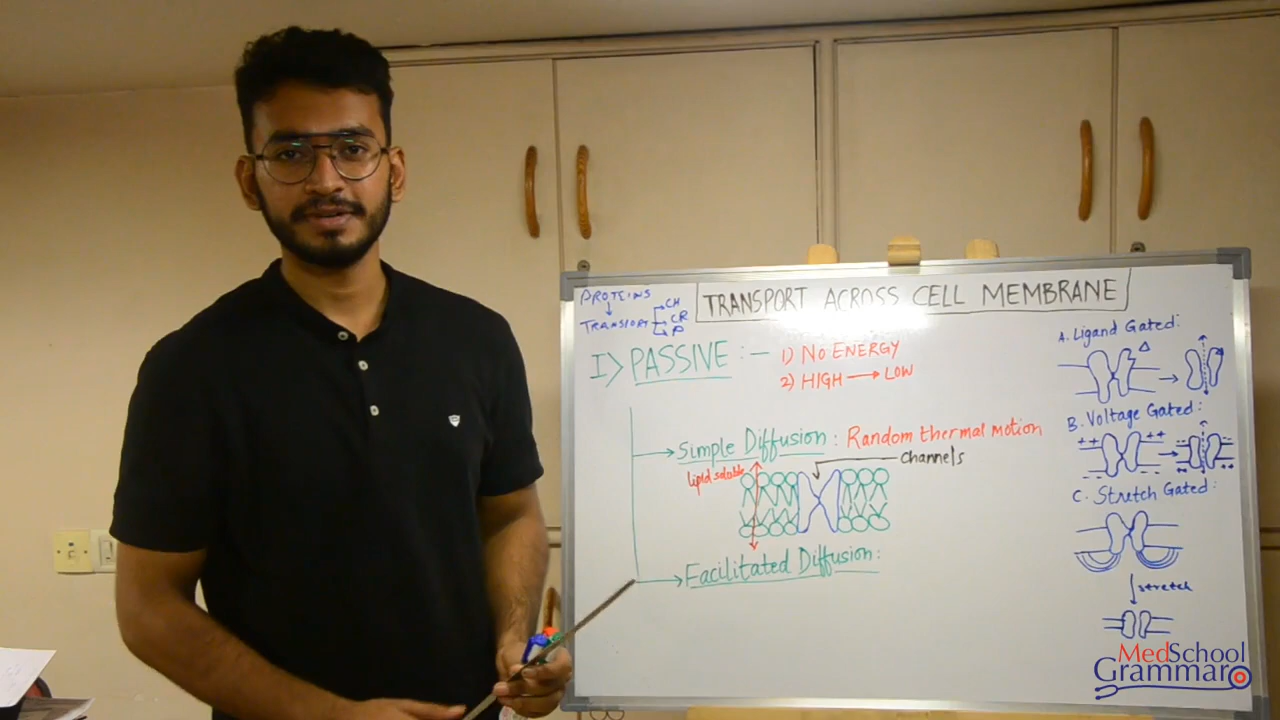 PROTEINS
TRANSPORT
CH
CR
P
TRANSPORT ACROSS CELL MEMBRANE
I> PASSIVE : — 1) NO ENERGY
2) HIGH → LOW
Simple Diffusion : Random thermal motion
lipid soluble
channels
Facilitated Diffusion :
A. Ligand Gated:
B. Voltage Gated:
++ ++
-- --
C. Stretch Gated:
stretch
MedSchool
Grammar